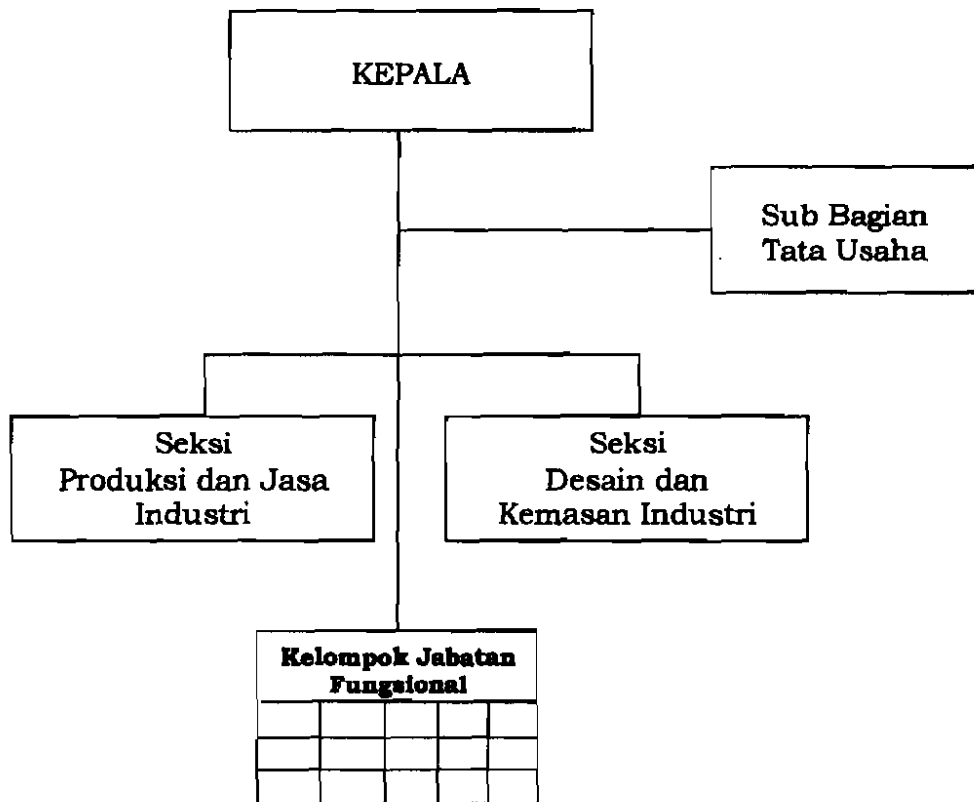 KEPALA
Sub Bagian
Tata Usaha
Seksi
Produksi dan Jasa
Industri
Seksi
Desain dan
Kemasan Industri
Kelompok Jabatan
Fungsional